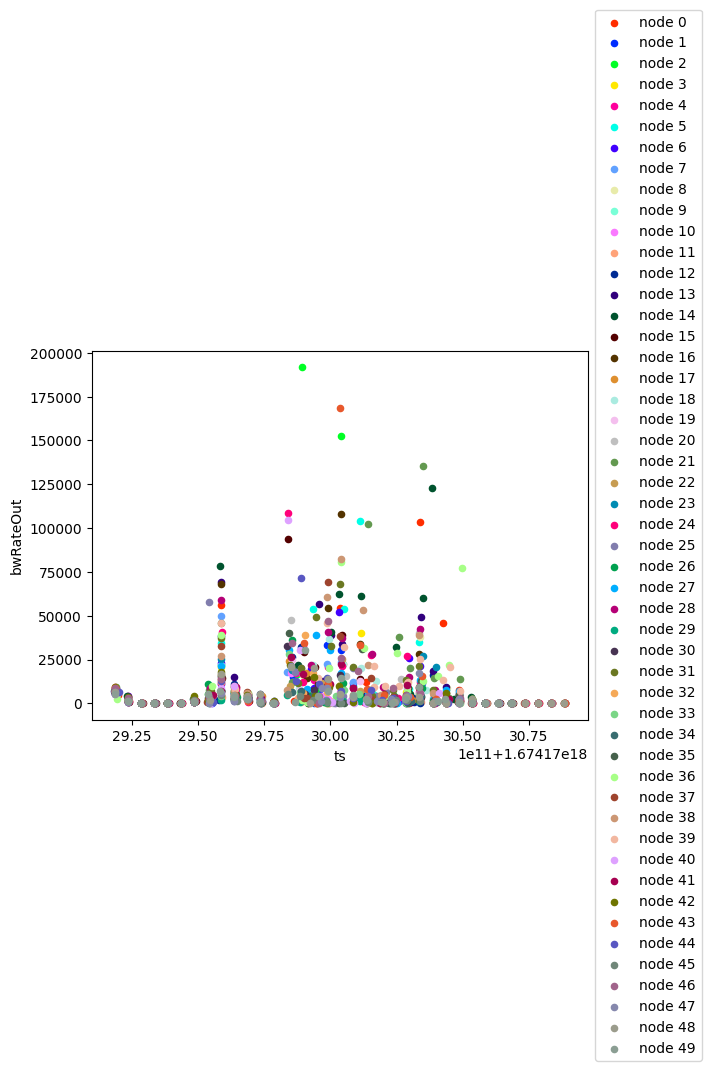 node 0
node 1
node 2
node 3
node 4
node 5
node 6
node 7
node 8
node 9
node 10
node 11
node 12
node 13
node 14
node 15
node 16
node 17
node 18
node 19
node 20
node 21
node 22
node 23
node 24
node 25
node 26
node 27
node 28
node 29
node 30
node 31
node 32
node 33
node 34
node 35
node 36
node 37
node 38
node 39
node 40
node 41
node 42
node 43
node 44
node 45
node 46
node 47
node 48
node 49
200000
175000
150000
125000
100000
75000
50000
25000
0
bwRateOut
29.25 29.50 29.75 30.00 30.25 30.50 30.75
ts
1e11+1.67417e18